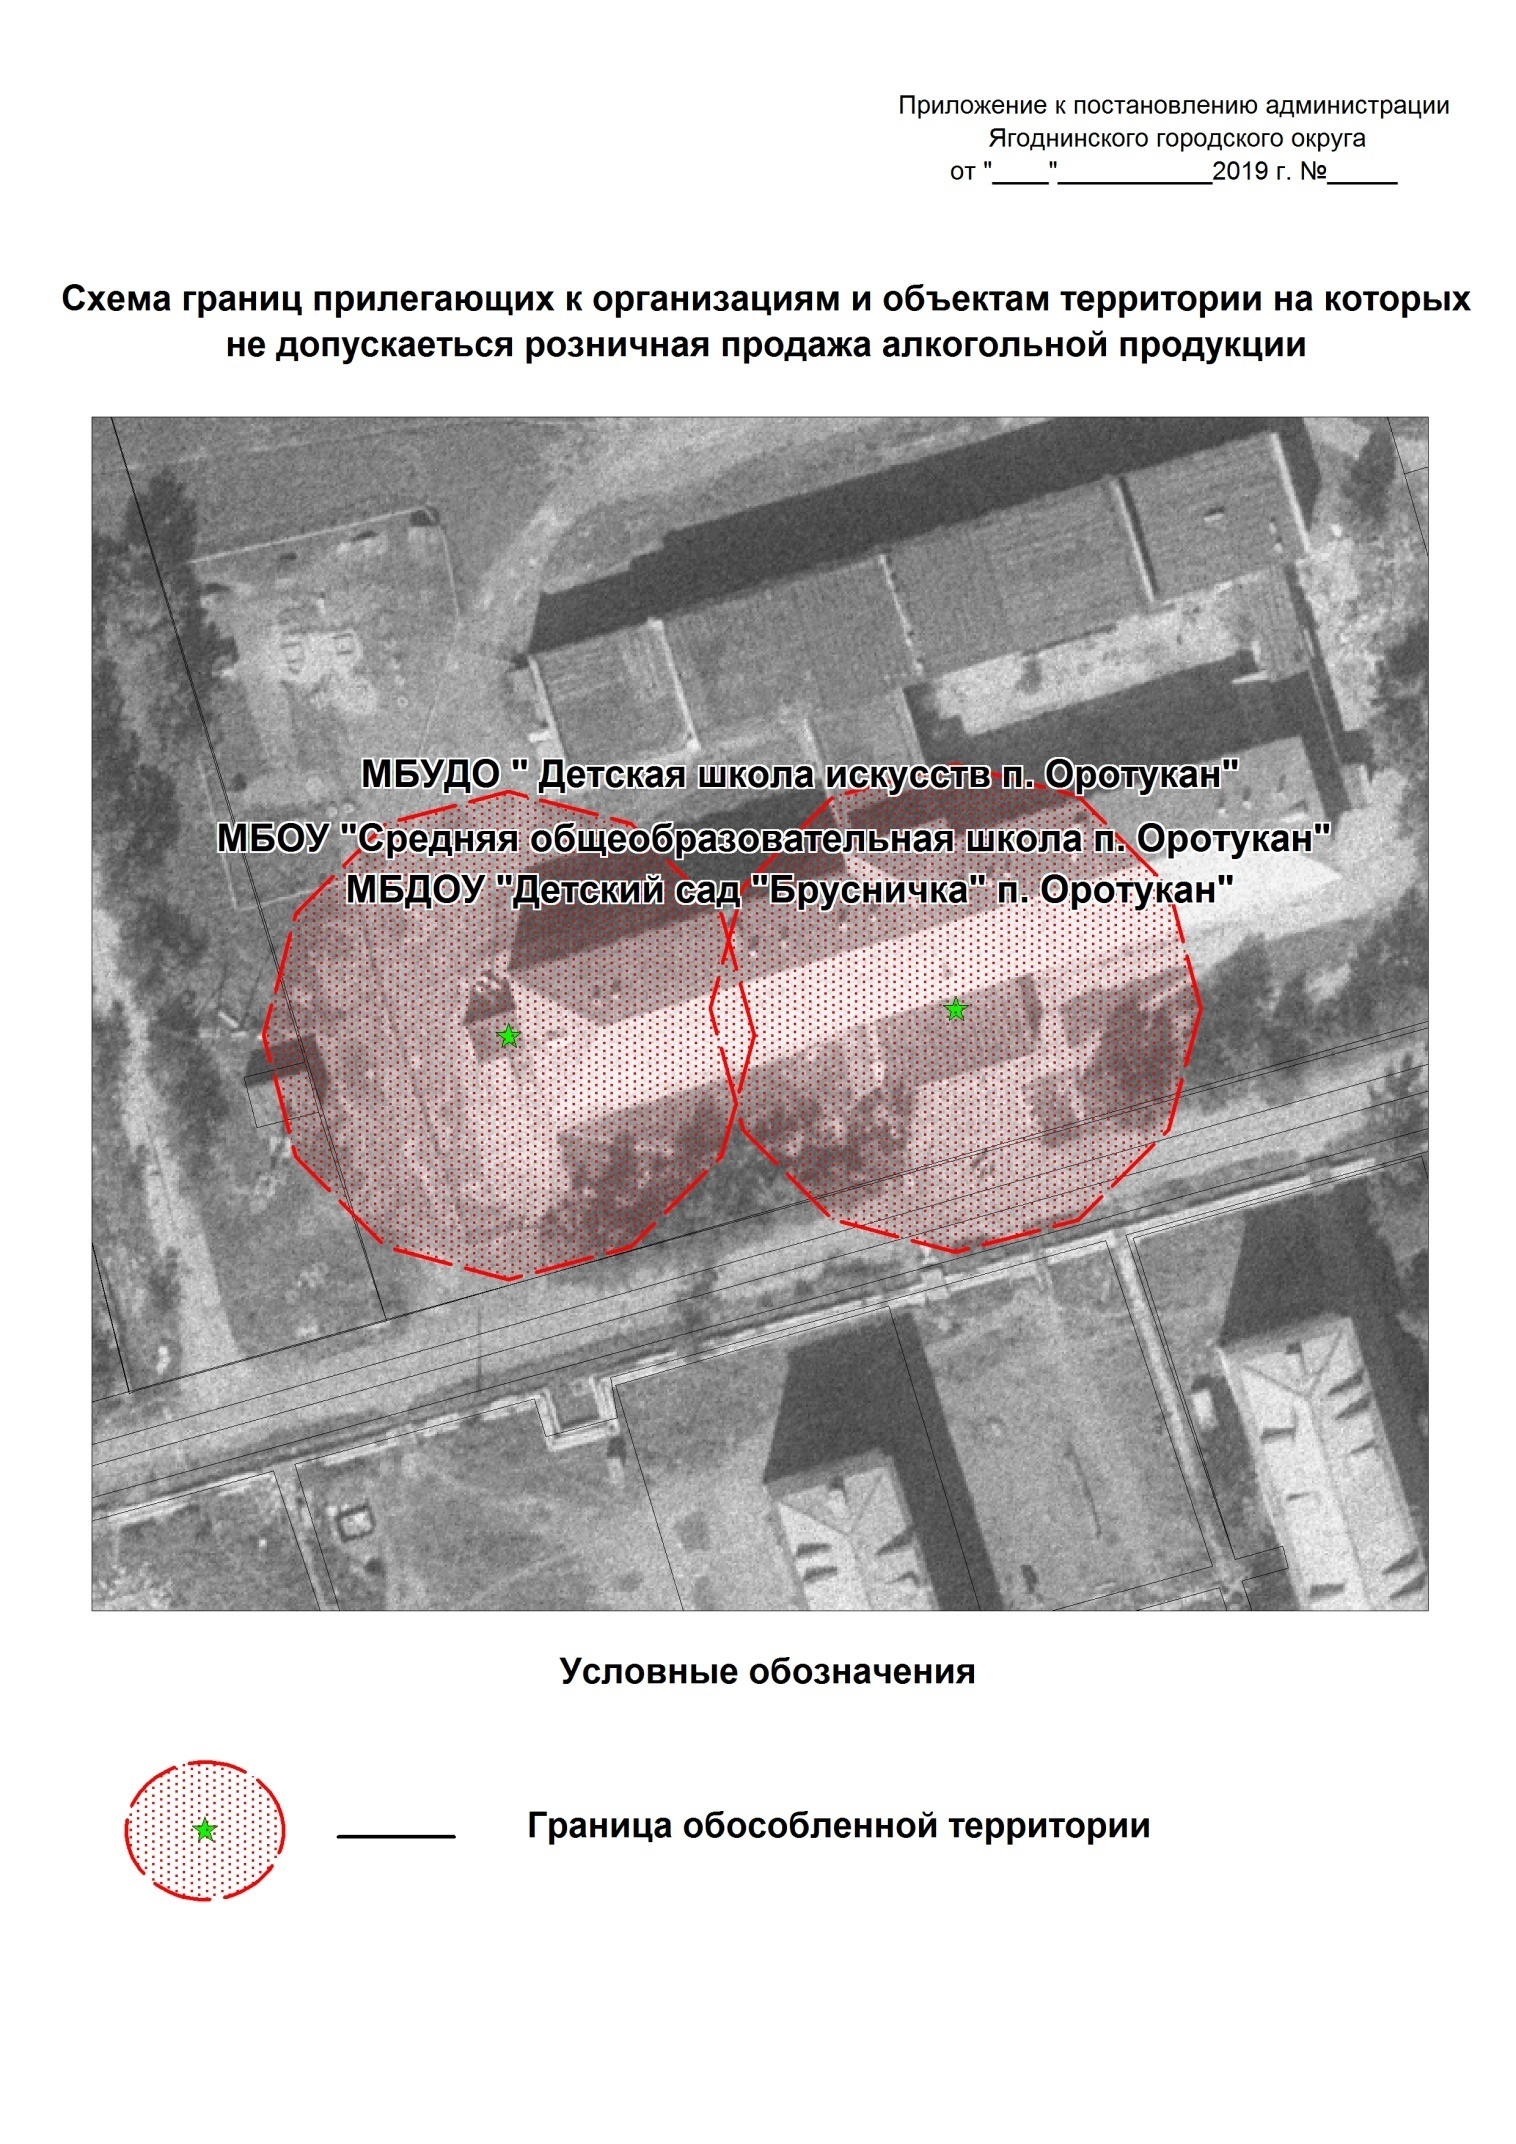 Приложение к постановлению администрации
Ягоднинского городского округа
от "____"___________2019 г. №_____
Схема границ прилегающих к организациям и объектам территории на которых
не допускаеться розничная продажа алкогольной продукции
МБУДО " Детская школа искусств п. Оротукан"
МБОУ "Средняя общеобразовательная школа п. Оротукан"
МБДОУ "Детский сад "Брусничка" п. Оротукан"
Условные обозначения
Граница обособленной территории